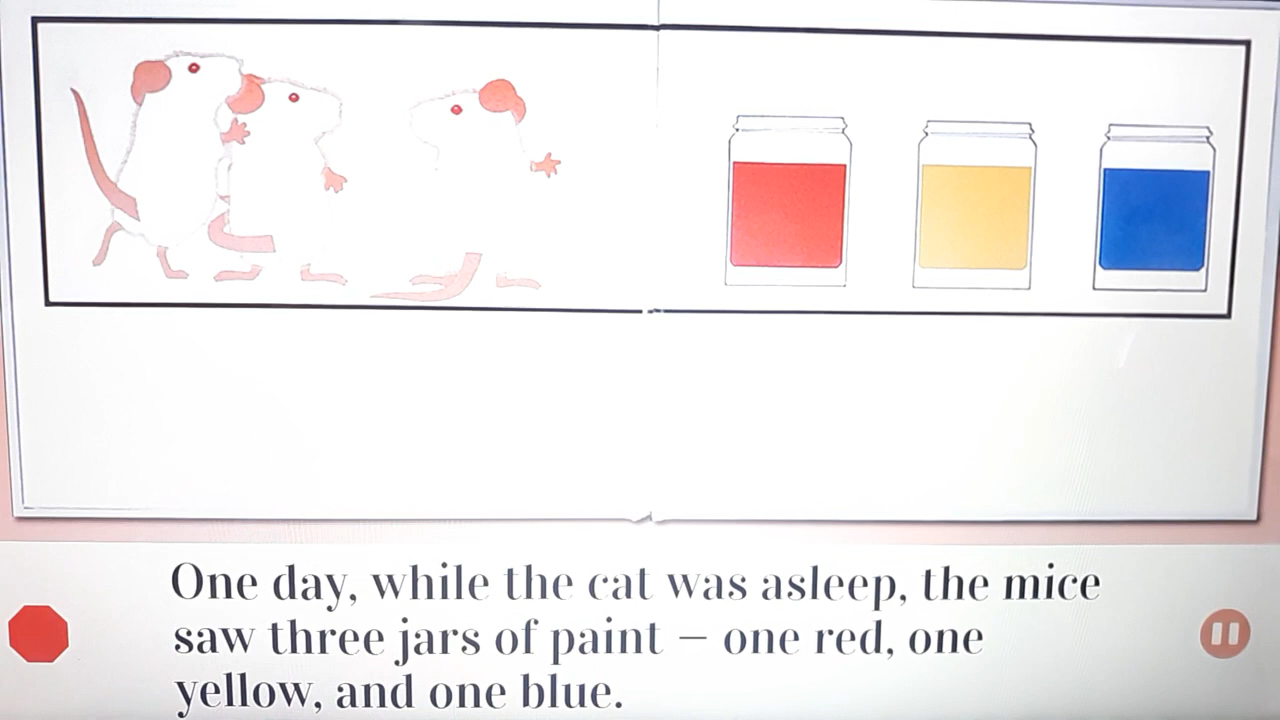 One day, while the cat was asleep, the mice
saw three jars of paint — one red, one
yellow, and one blue.